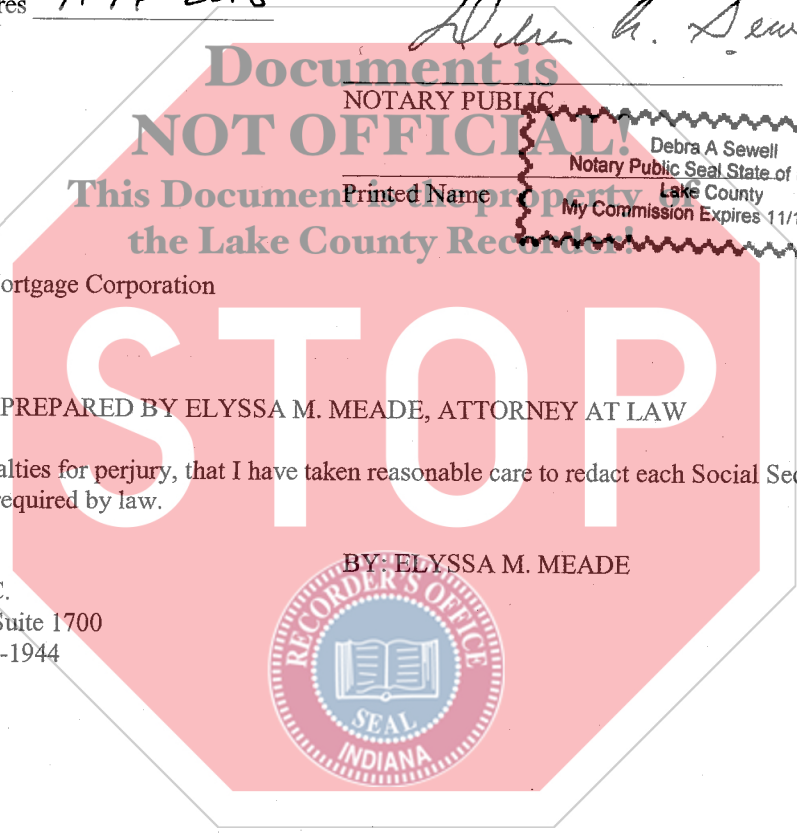 Document is
NOTARY PUBLIC
NOT OFFICIAL!
Debra A Sewell
Notary Public Seal State of
This Document is the property of
Printed Name
Lake County
My Commission Expires 11/1
the Lake County Recorder!
ortgage Corporation
STOP
PREPARED BY ELYSSA M. MEADE, ATTORNEY AT LAW
alties for perjury, that I have taken reasonable care to redact each Social Sec
required by law.
BY: ELYSSA M. MEADE
C.
Suite 1700
-1944
RECORDER'S OFFICE
SEAL
INDIANA